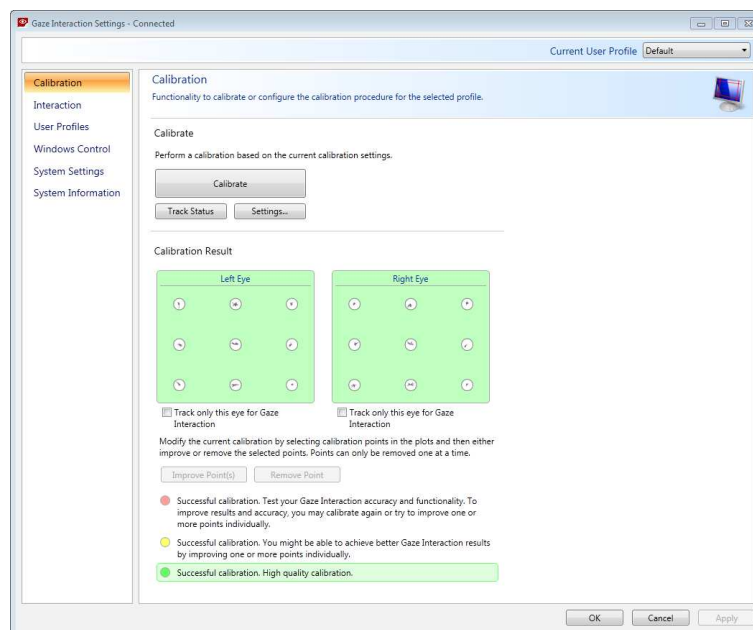 Gaze Interaction Settings - Connected
Current User Profile Default
Calibration
Interaction
User Profiles
Windows Control
System Settings
System Information
Calibration
Functionality to calibrate or configure the calibration procedure for the selected profile.
Calibrate
Perform a calibration based on the current calibration settings.
Calibrate
Track Status Settings...
Calibration Result
Left Eye Right Eye
Track only this eye for Gaze
Interaction
Track only this eye for Gaze
Interaction
Modify the current calibration by selecting calibration points in the plots and then either
improve or remove the selected points. Points can only be removed one at a time.
Improve Point(s) Remove Point
Successful calibration. Test your Gaze Interaction accuracy and functionality. To
improve results and accuracy, you may calibrate again or try to improve one or
more points individually.
Successful calibration. You might be able to achieve better Gaze Interaction results
by improving one or more points individually.
Successful calibration. High quality calibration.
OK Cancel Apply